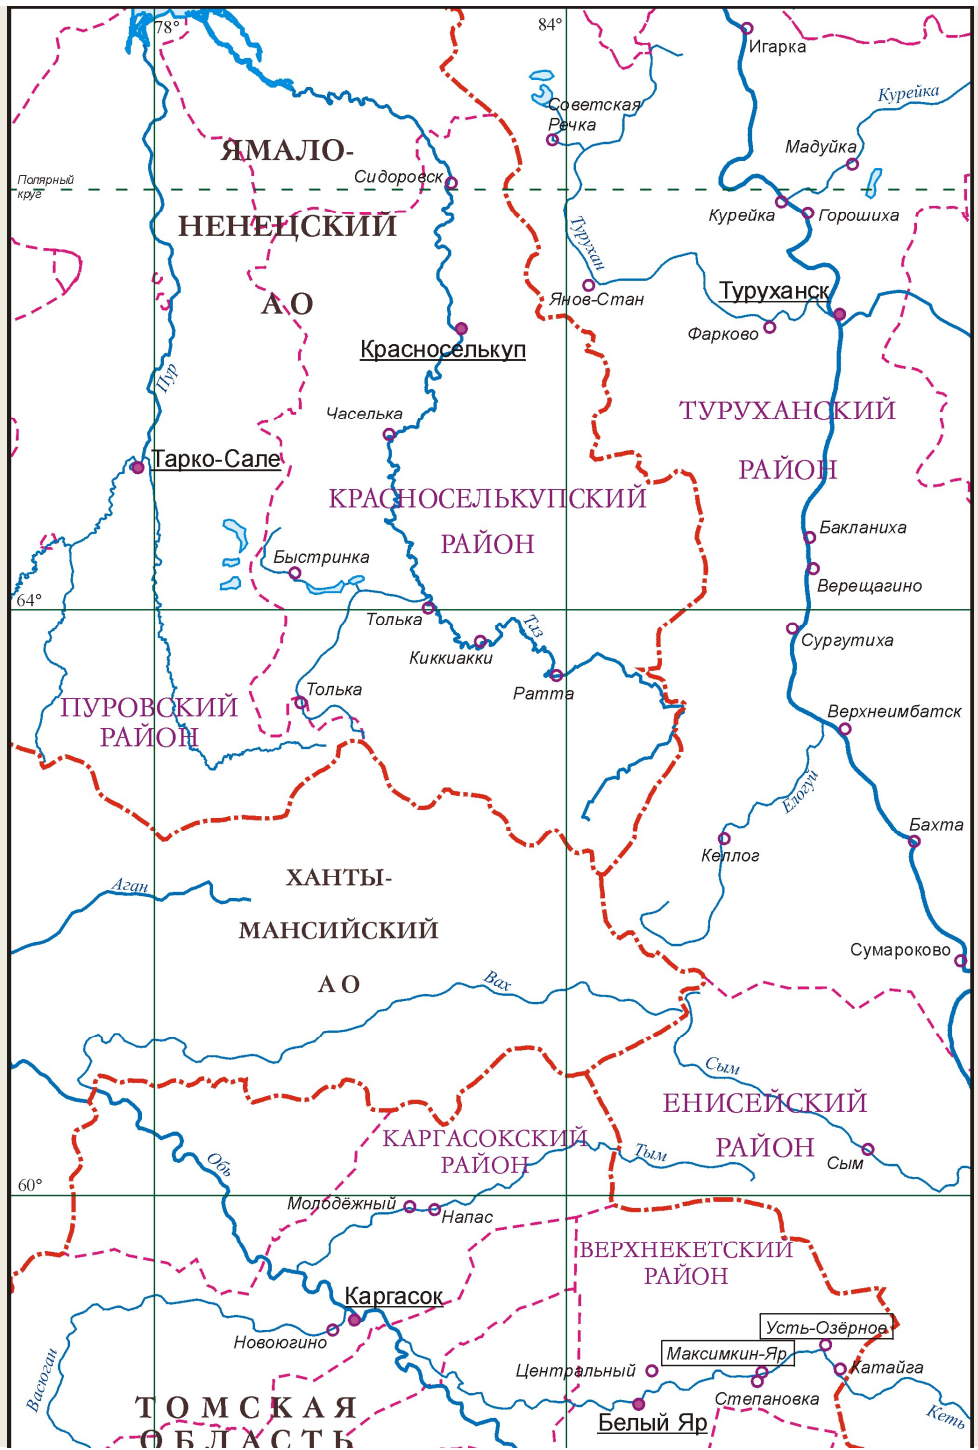 78°
84°
Игарка
Курейка
Советская
Речка
Мадуйка
ЯМАЛО-
Сидоровск
Полярный
круг
Курейка
Горошиха
НЕНЕЦСКИЙ
Турухан
Янов-Стан
Туруханск
А О
Фарково
Красноселькуп
Пур
Часелька
ТУРУХАНСКИЙ
РАЙОН
Тарко-Сале
КРАСНОСЕЛЬКУПСКИЙ
РАЙОН
Бакланиха
Быстринка
Верещагино
64°
Толька
Таз
Сургутиха
Киккиакки
Ратта
Толька
ПУРОВСКИЙ
РАЙОН
Верхнеимбатск
Елогуй
Бахта
Келлог
ХАНТЫ-
Аган
МАНСИЙСКИЙ
Сумароково
А О
Вах
Сым
ЕНИСЕЙСКИЙ
РАЙОН
КАРГАСОКСКИЙ
РАЙОН
Тым
Сым
Обь
60°
Молодёжный
Напас
ВЕРХНЕКЕТСКИЙ
РАЙОН
Каргасок
Новоюгино
Усть-Озёрное
Максимкин-Яр
Центральный
Катайга
Степановка
Васюган
Кеть
Белый Яр
ТОМСКАЯ
ОБЛАСТЬ